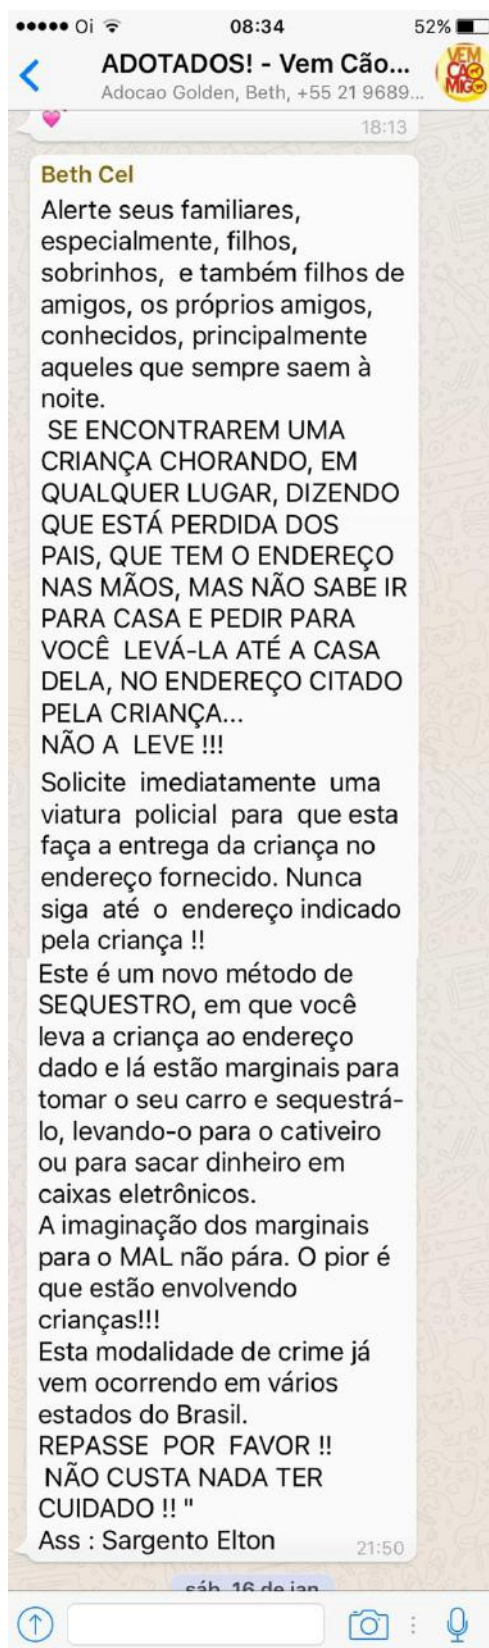 Oi 08:34 52%
ADOTADOS! - Vem Cão...
Adocao Golden, Beth, +55 21 9689...
VEM
CÃO
MIGO
18:13
Beth Cel
Alerte seus familiares,
especialmente, filhos,
sobrinhos, e também filhos de
amigos, os próprios amigos,
conhecidos, principalmente
aqueles que sempre saem à
noite.
SE ENCONTRAREM UMA
CRIANÇA CHORANDO, EM
QUALQUER LUGAR, DIZENDO
QUE ESTÁ PERDIDA DOS
PAIS, QUE TEM O ENDEREÇO
NAS MÃOS, MAS NÃO SABE IR
PARA CASA E PEDIR PARA
VOCÊ LEVÁ-LA ATÉ A CASA
DELA, NO ENDEREÇO CITADO
PELA CRIANÇA...
NÃO A LEVE !!!
Solicite imediatamente uma
viatura policial para que esta
faça a entrega da criança no
endereço fornecido. Nunca
siga até o endereço indicado
pela criança !!
Este é um novo método de
SEQUESTRO, em que você
leva a criança ao endereço
dado e lá estão marginais para
tomar o seu carro e sequestrá-
lo, levando-o para o cativeiro
ou para sacar dinheiro em
caixas eletrônicos.
A imaginação dos marginais
para o MAL não pára. O pior é
que estão envolvendo
crianças!!!
Esta modalidade de crime já
vem ocorrendo em vários
estados do Brasil.
REPASSE POR FAVOR !!
NÃO CUSTA NADA TER
CUIDADO !! "
Ass : Sargento Elton 21:50
sáb, 16 de jan